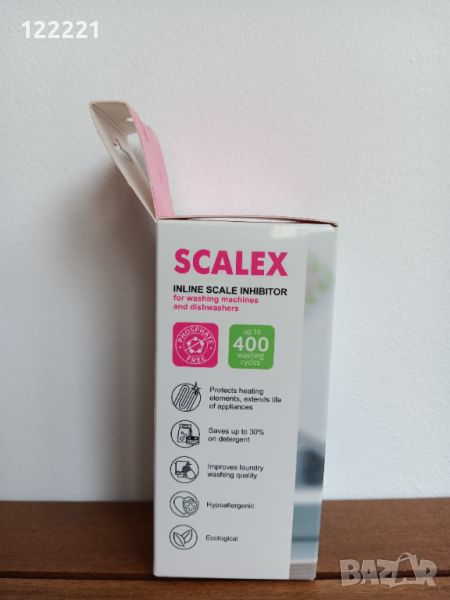 122221
SCALEX
INLINE SCALE INHIBITOR
for washing machines
and dishwashers
PHOSPHATE
FREE
up to
400
washing
cycles
Protects heating
elements, extends life
of appliances
Saves up to 30%
on detergent
Improves laundry
washing quality
Hypoallergenic
Ecological
BAZAR